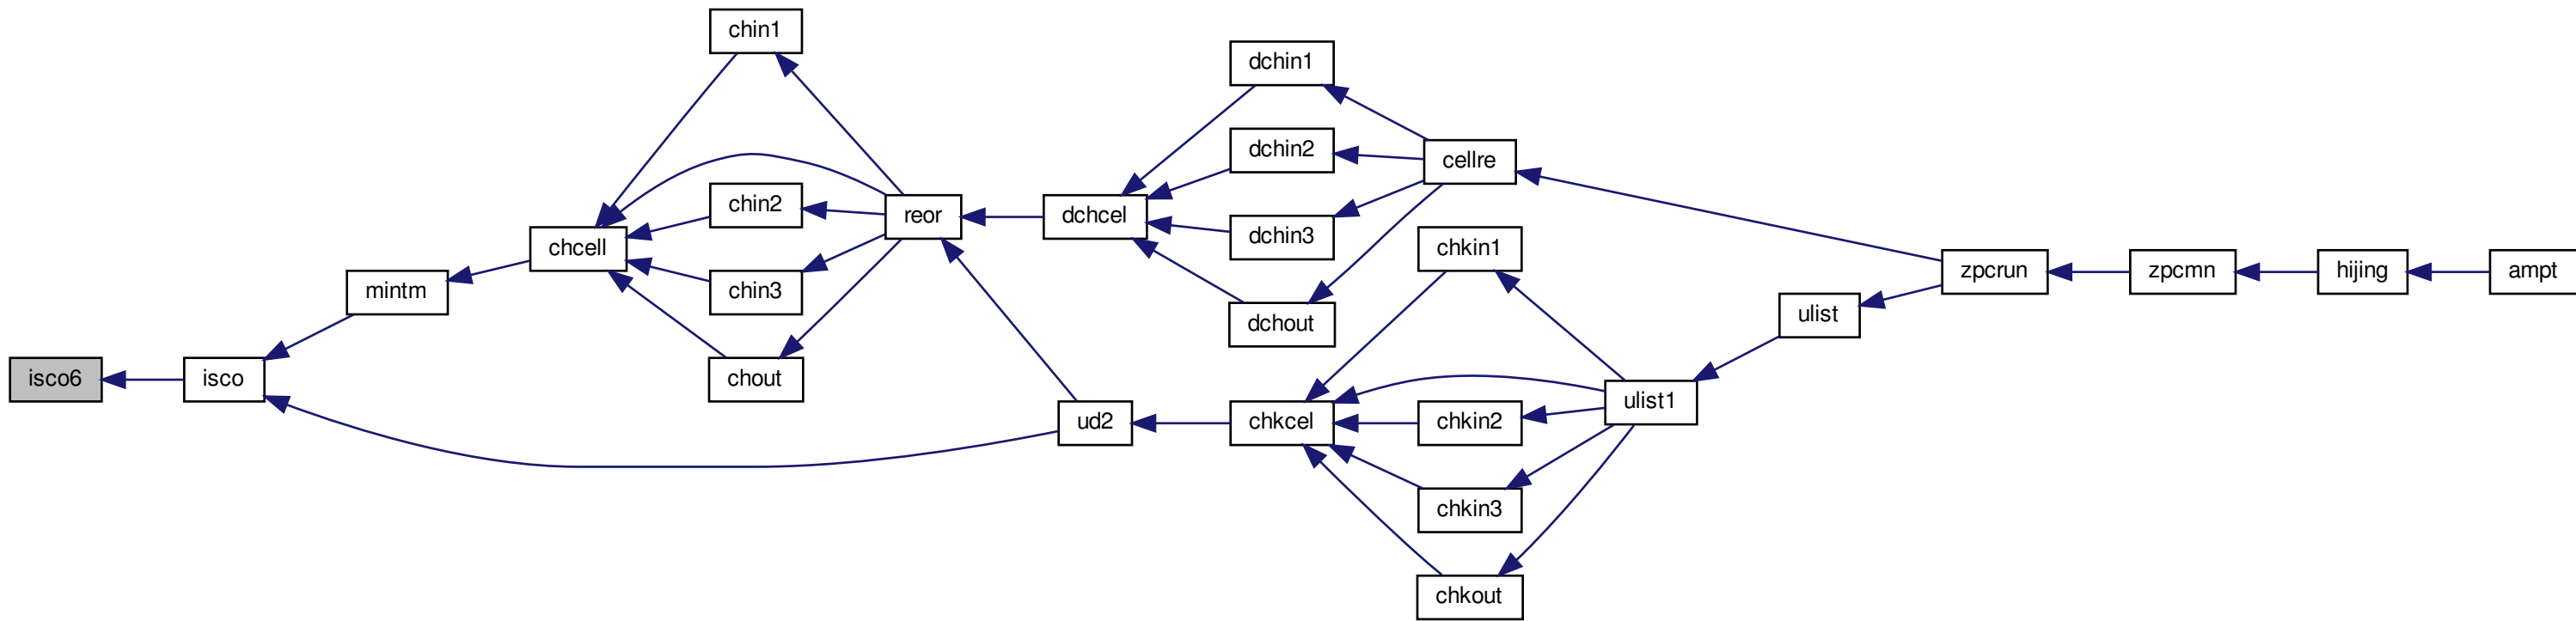 isco6
isco
mintm
chcell
chin1
chin2
chin3
chout
reor
dchcel
ud2
dchin1
dchin2
dchin3
dchout
chkcel
cellre
chkin1
chkin2
chkin3
chkout
ulist1
ulist
zpcrun
zpcmn
hijing
ampt